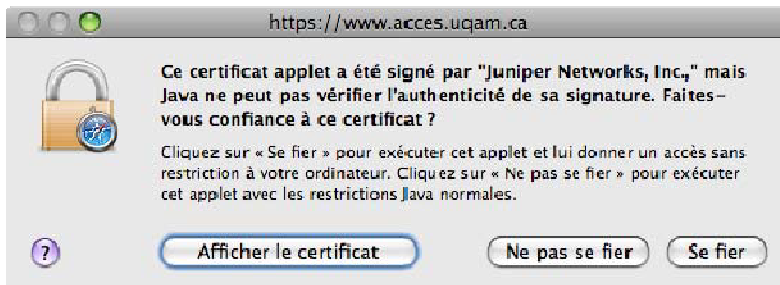 https://www.acces.uqam.ca
Ce certificat applet a été signé par "Juniper Networks, Inc.," mais
Java ne peut pas vérifier l'authenticité de sa signature. Faites-
vous confiance à ce certificat ?
Cliquez sur « Se fier » pour exécuter cet applet et lui donner un accès sans
restriction à votre ordinateur. Cliquez sur « Ne pas se fier » pour exécuter
cet applet avec les restrictions Java normales.
? Afficher le certificat Ne pas se fier Se fier